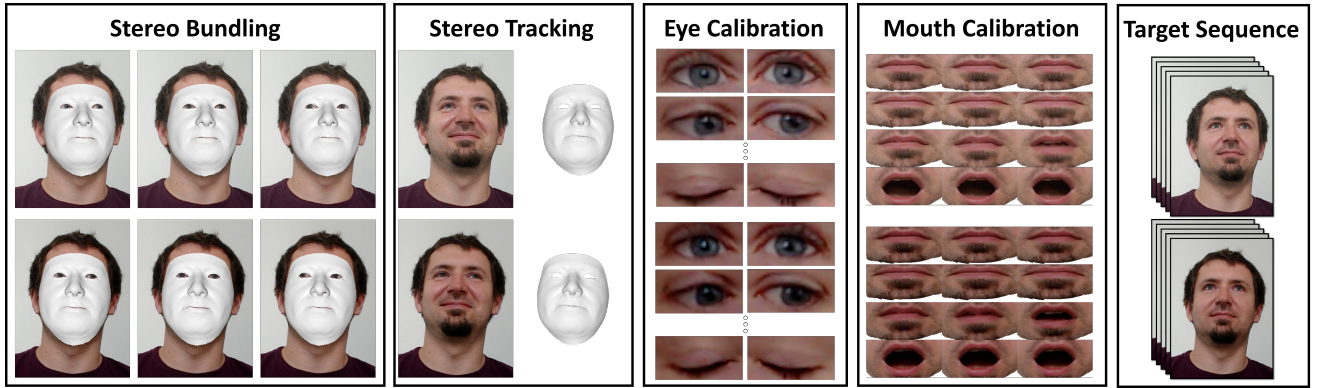 Stereo Bundling
Stereo Tracking
Eye Calibration
Mouth Calibration
Target Sequence